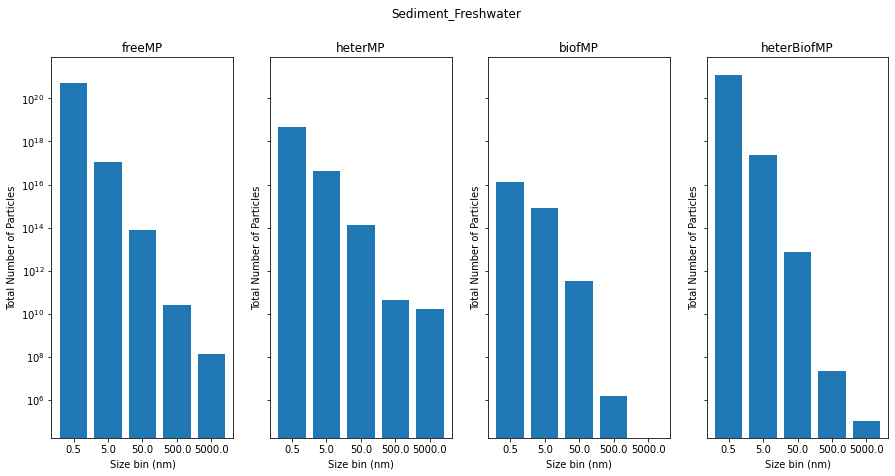 Sediment_Freshwater
freeMP
heterMP
biofMP
heterBiofMP
Total Number of Particles
10^20
10^18
10^16
10^14
10^12
10^10
10^8
10^6
0.5 5.0 50.0 500.0 5000.0
Size bin (nm)
Total Number of Particles
0.5 5.0 50.0 500.0 5000.0
Size bin (nm)
Total Number of Particles
0.5 5.0 50.0 500.0 5000.0
Size bin (nm)
Total Number of Particles
0.5 5.0 50.0 500.0 5000.0
Size bin (nm)